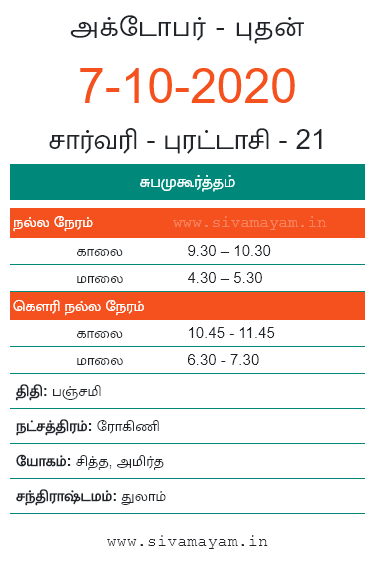 அக்டோபர் - புதன்
7-10-2020
சார்வரி - புரட்டாசி - 21
சுபமுகூர்த்தம்
நல்ல நேரம் www.sivamayam.in
காலை 9.30 – 10.30
மாலை 4.30 – 5.30
கௌரி நல்ல நேரம்
காலை 10.45 - 11.45
மாலை 6.30 - 7.30
திதி: பஞ்சமி
நட்சத்திரம்: ரோகிணி
யோகம்: சித்த, அமிர்த
சந்திராஷ்டமம்: துலாம்
www.sivamayam.in